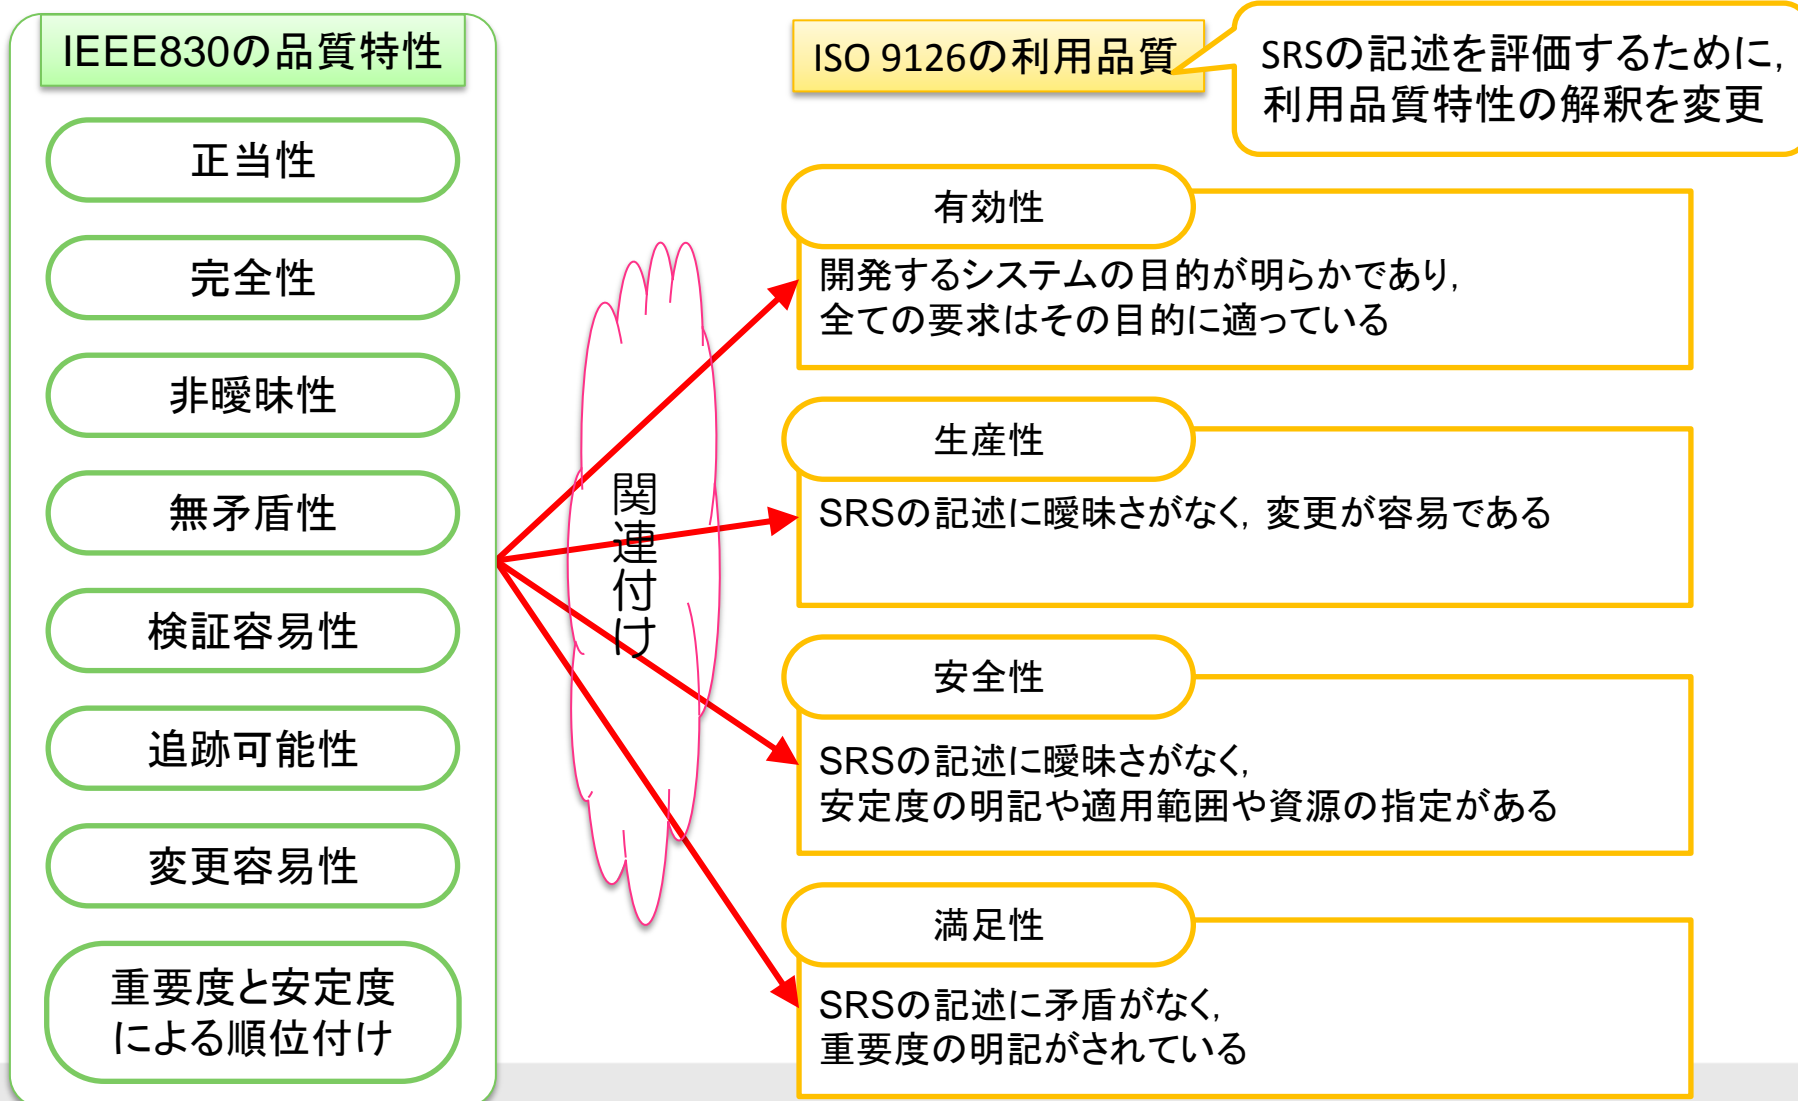 IEEE830の品質特性
正当性
完全性
非曖昧性
無矛盾性
検証容易性
追跡可能性
変更容易性
重要度と安定度
による順位付け
関連付け
ISO 9126の利用品質
SRSの記述を評価するために,
利用品質特性の解釈を変更
有効性
開発するシステムの目的が明らかであり,
全ての要求はその目的に適っている
生産性
SRSの記述に曖昧さがなく, 変更が容易である
安全性
SRSの記述に曖昧さがなく,
安定度の明記や適用範囲や資源の指定がある
満足性
SRSの記述に矛盾がなく,
重要度の明記がされている